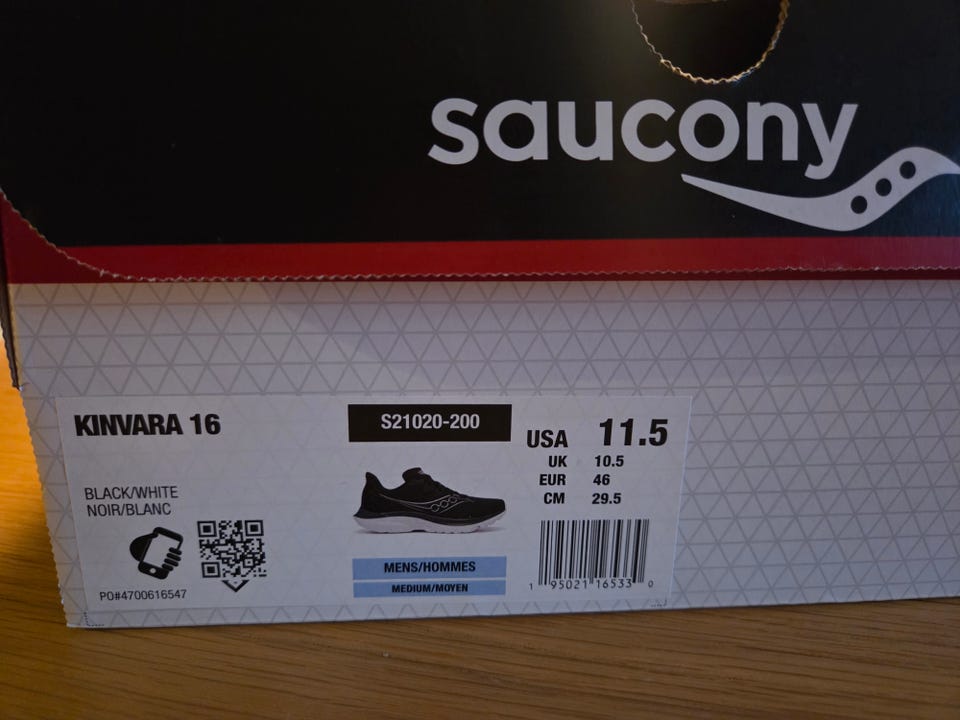 saucony
KINVARA 16
S21020-200
USA 11.5
UK 10.5
EUR 46
CM 29.5
BLACK/WHITE
NOIR/BLANC
MENS/HOMMES
MEDIUM/MOYEN
PO#4700616547
1 95021 16533 0